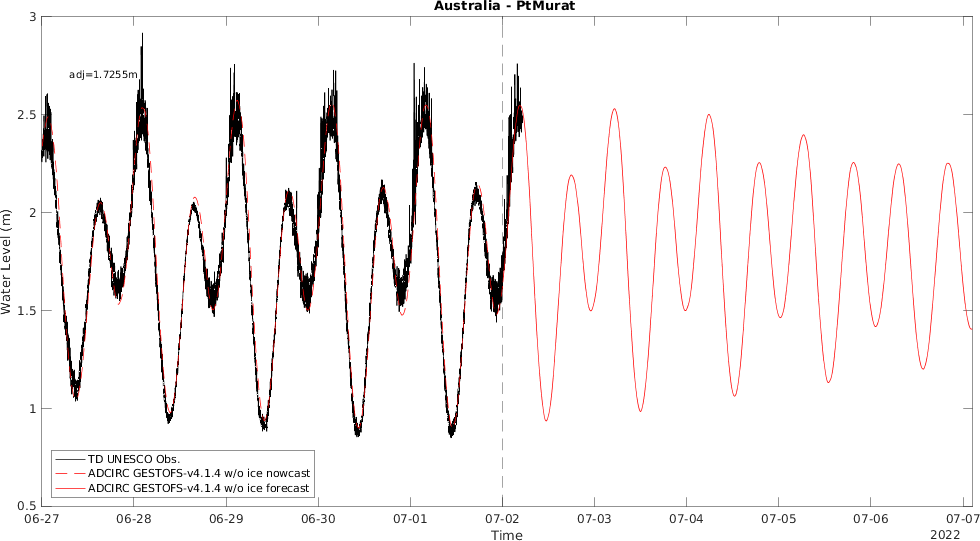 Australia - PtMurat
adj=1.7255m
Water Level (m)
3
2.5
2
1.5
1
0.5
TD UNESCO Obs.
ADCIRC GESTOFS-v4.1.4 w/o ice nowcast
ADCIRC GESTOFS-v4.1.4 w/o ice forecast
06-27 06-28 06-29 06-30 07-01 07-02 07-03 07-04 07-05 07-06 07-07
Time
2022